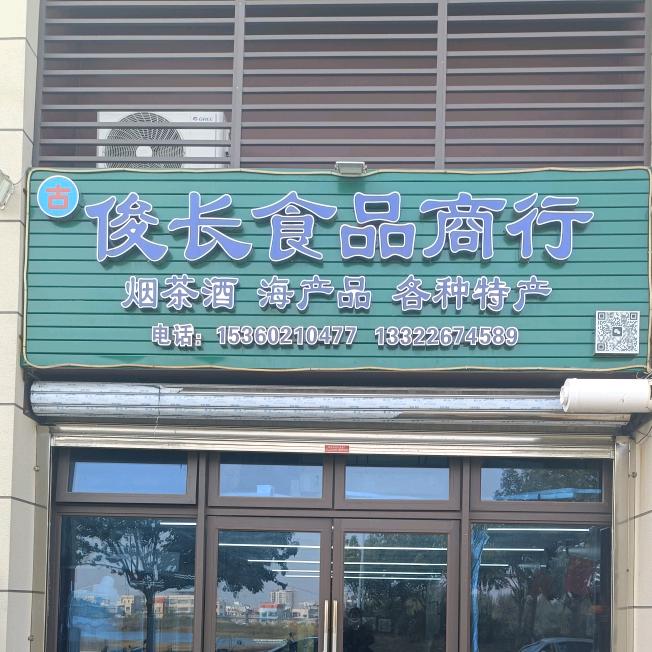 GREE
古
俊长食品商行
烟茶酒 海产品 各种特产
电话：15360210477 13322674589